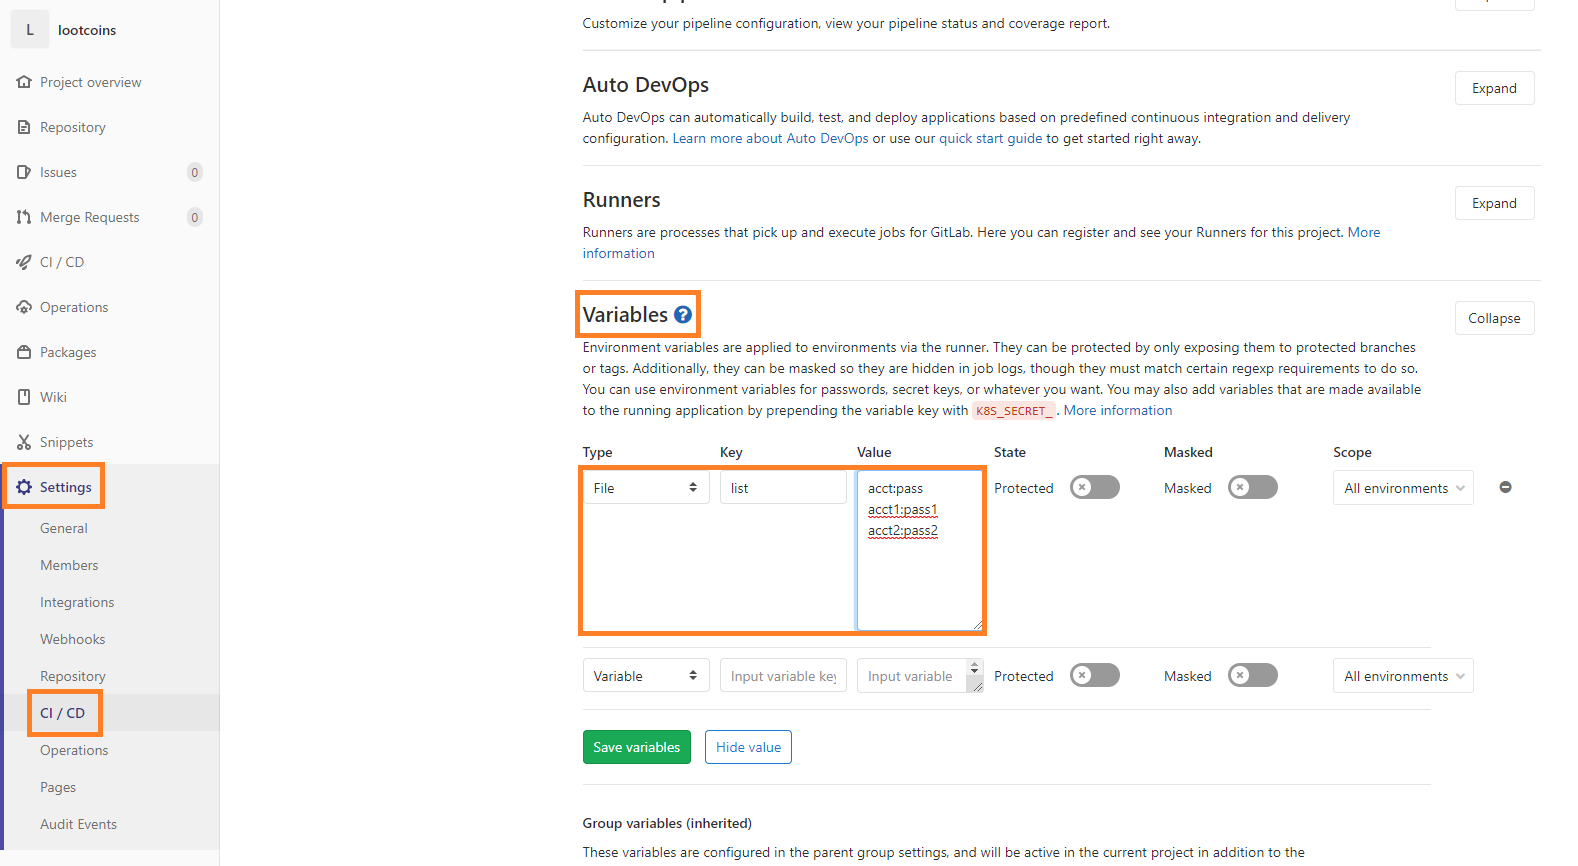 L lootcoins
Project overview
Repository
Issues 0
Merge Requests 0
CI / CD
Operations
Packages
Wiki
Snippets
Settings
General
Members
Integrations
Webhooks
Repository
CI / CD
Operations
Pages
Audit Events
Customize your pipeline configuration, view your pipeline status and coverage report.
Auto DevOps
Expand
Auto DevOps can automatically build, test, and deploy applications based on predefined continuous integration and delivery
configuration. Learn more about Auto DevOps or use our quick start guide to get started right away.
Runners
Expand
Runners are processes that pick up and execute jobs for GitLab. Here you can register and see your Runners for this project. More
information
Variables ?
Collapse
Environment variables are applied to environments via the runner. They can be protected by only exposing them to protected branches
or tags. Additionally, they can be masked so they are hidden in job logs, though they must match certain regexp requirements to do so.
You can use environment variables for passwords, secret keys, or whatever you want. You may also add variables that are made available
to the running application by prepending the variable key with K8S_SECRET_. More information
Type Key Value State Masked Scope
File list acct:pass Protected Masked All environments
acct1:pass1
acct2:pass2
Variable Input variable key Input variable Protected Masked All environments
Save variables Hide value
Group variables (inherited)
These variables are configured in the parent group settings, and will be active in the current project in addition to the